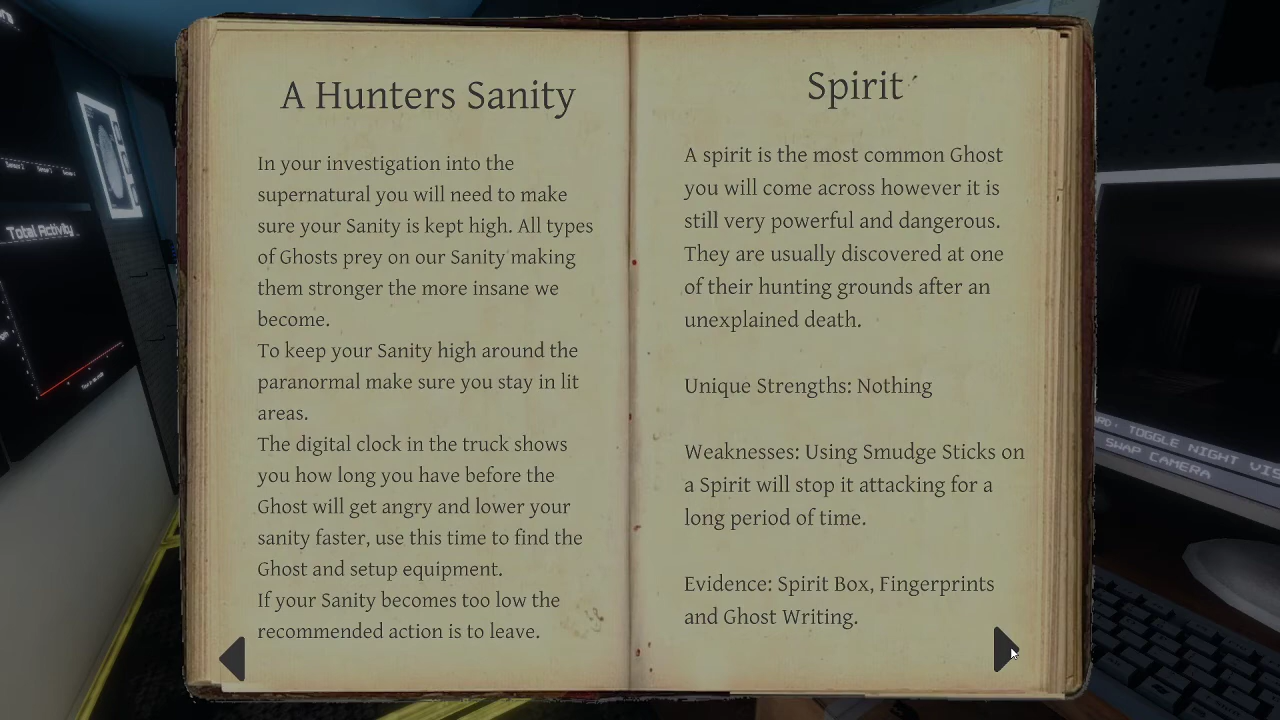 A Hunters Sanity
In your investigation into the
supernatural you will need to make
sure your Sanity is kept high. All types
of Ghosts prey on our Sanity making
them stronger the more insane we
become.
To keep your Sanity high around the
paranormal make sure you stay in lit
areas.
The digital clock in the truck shows
you how long you have before the
Ghost will get angry and lower your
sanity faster, use this time to find the
Ghost and setup equipment.
If your Sanity becomes too low the
recommended action is to leave.
Spirit
A spirit is the most common Ghost
you will come across however it is
still very powerful and dangerous.
They are usually discovered at one
of their hunting grounds after an
unexplained death.
Unique Strengths: Nothing
Weaknesses: Using Smudge Sticks on
a Spirit will stop it attacking for a
long period of time.
Evidence: Spirit Box, Fingerprints
and Ghost Writing.
Total Activity
TOGGLE NIGHT
SWAP CAMERA